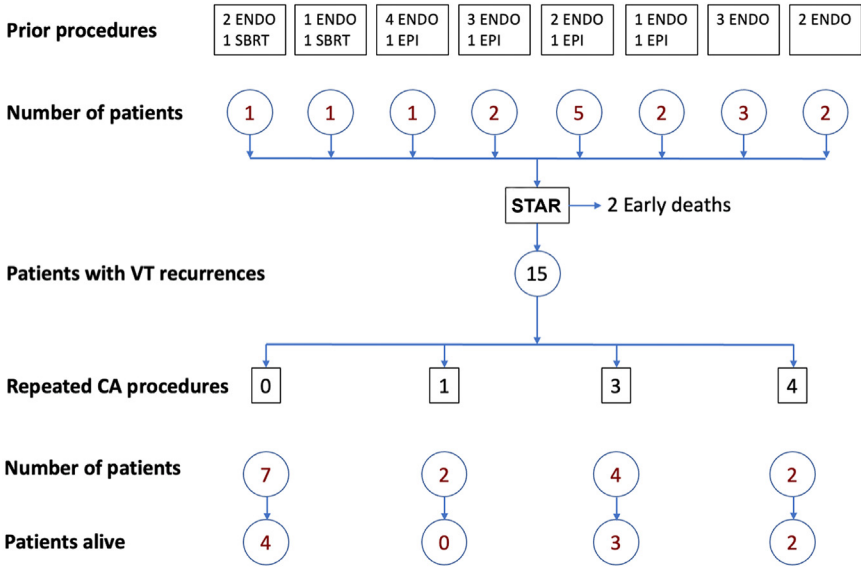 Prior procedures
2 ENDO
1 SBRT
1 ENDO
1 SBRT
4 ENDO
1 EPI
3 ENDO
1 EPI
2 ENDO
1 EPI
1 ENDO
1 EPI
3 ENDO
2 ENDO
Number of patients
1 1 1 2 5 2 3 2
STAR 2 Early deaths
Patients with VT recurrences 15
Repeated CA procedures 0 1 3 4
Number of patients 7 2 4 2
Patients alive 4 0 3 2